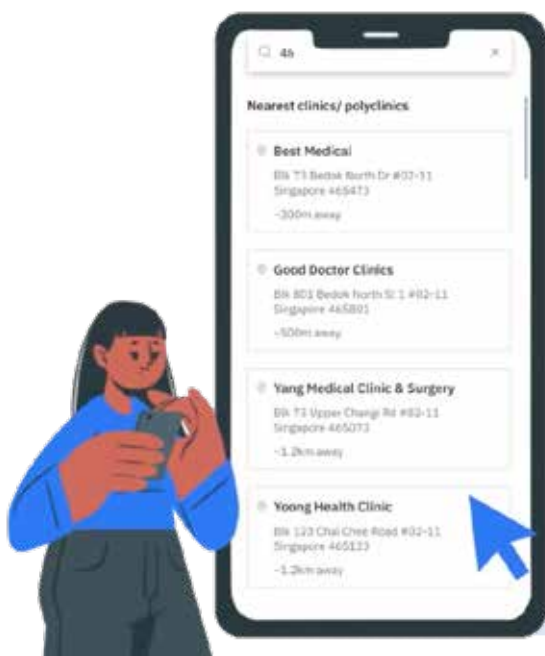 46
Nearest clinics/ polyclinics
Best Medical
Blk 73 Bedok North Dr #02-11
Singapore 465473
~300m away
Good Doctor Clinics
Blk 801 Bedok North St 1 #02-11
Singapore 465801
~500m away
Yang Medical Clinic & Surgery
Blk 73 Upper Changi Rd #02-11
Singapore 465073
~1.2km away
Yoong Health Clinic
Blk 123 Chai Chee Road #02-11
Singapore 465123
~1.2km away